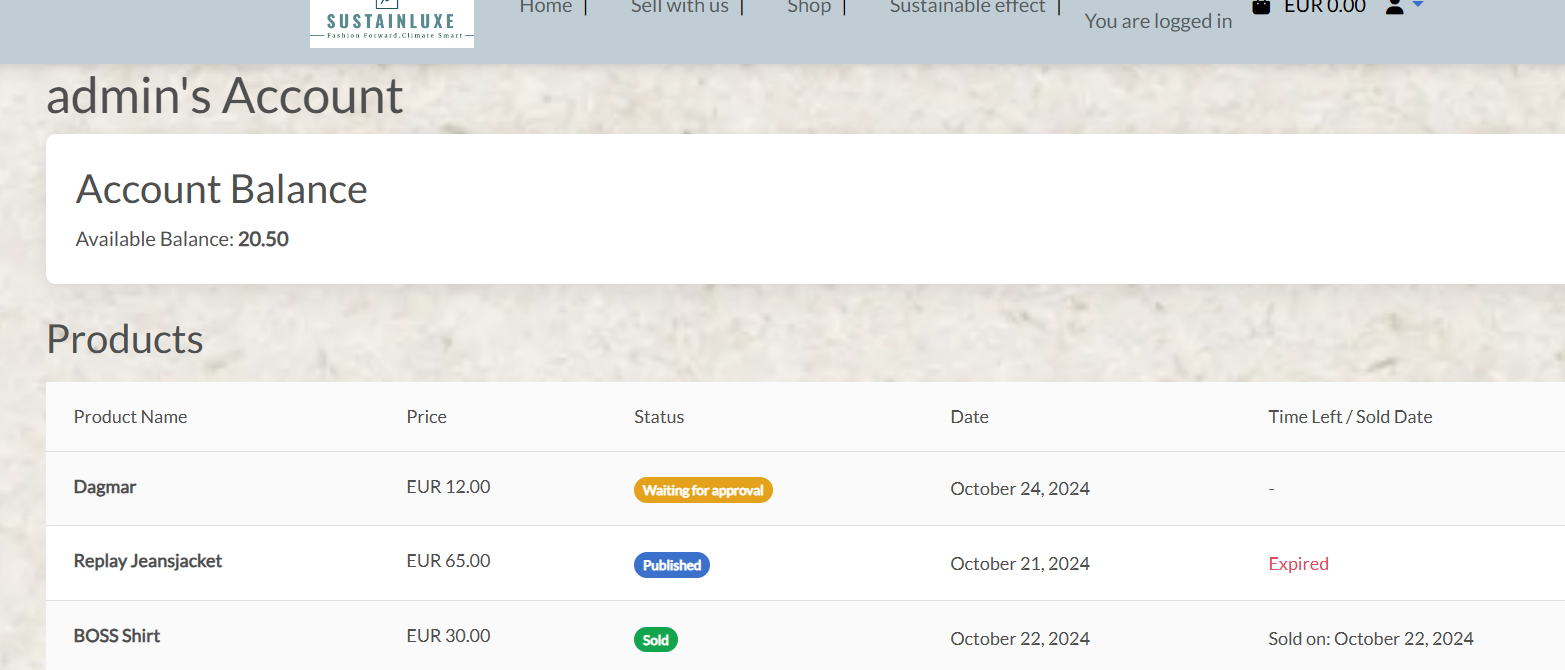 Home | Sell with us | Shop | Sustainable effect | EUR 0.00
You are logged in
SUSTAINLUXE
Fashion Forward.Climate Smart
admin's Account
Account Balance
Available Balance: 20.50
Products
Product Name Price Status Date Time Left / Sold Date
Dagmar EUR 12.00 Waiting for approval October 24, 2024 -
Replay Jeansjacket EUR 65.00 Published October 21, 2024 Expired
BOSS Shirt EUR 30.00 Sold October 22, 2024 Sold on: October 22, 2024